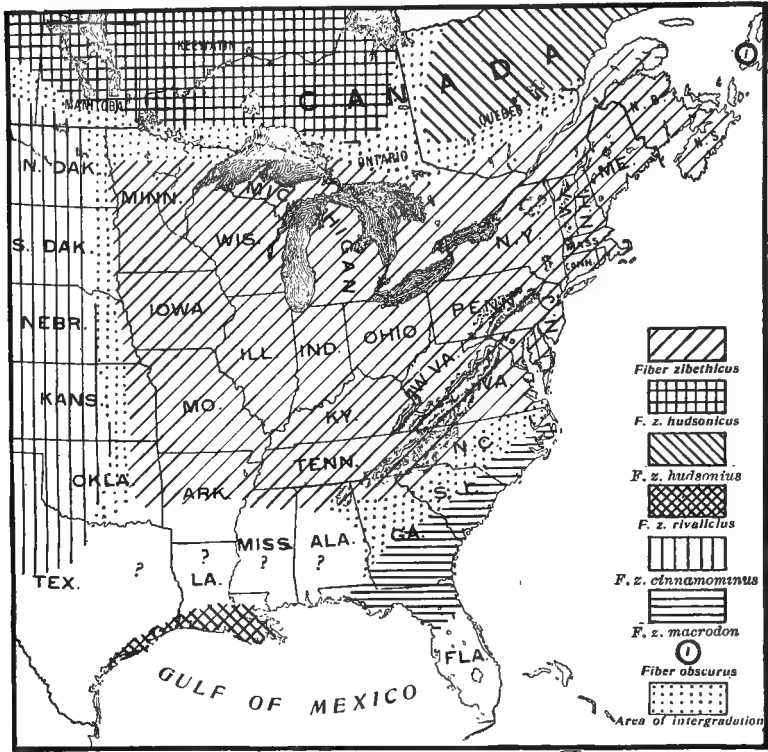 KEEWATIN
MANITOBA
CANADA
QUEBEC
ONTARIO
N.B.
N.S.
ME.
N. DAK.
MINN.
MICHIGAN
VT.
N.H.
S. DAK.
WIS.
N.Y.
MASS.
CONN.
NEBR.
IOWA
PENN.
N.J.
ILL.
IND.
OHIO
W. VA.
VA.
KANS.
MO.
KY.
N.C.
OKLA.
TENN.
ARK.
S.C.
MISS.
ALA.
GA.
TEX.
?
?
LA.
?
?
FLA.
GULF OF MEXICO
1
Fiber zibethicus
F. z. hudsonicus
F. z. hudsonius
F. z. rivalicius
F. z. cinnamominus
F. z. macrodon
1
Fiber obscurus
Area of intergradation